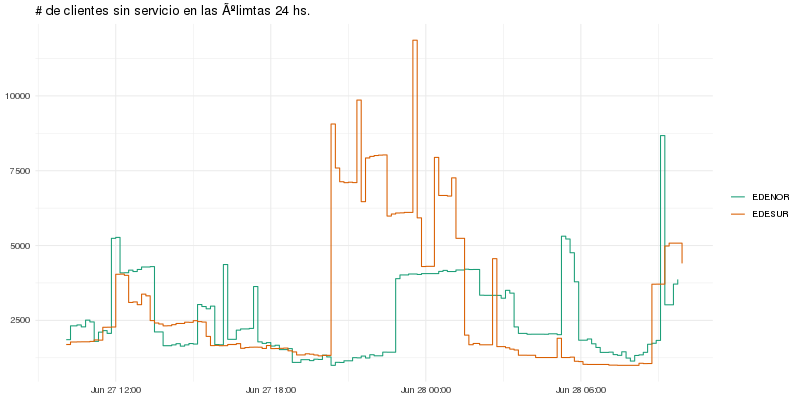 # de clientes sin servicio en las Ãºlimtas 24 hs.
10000
7500
5000
2500
Jun 27 12:00
Jun 27 18:00
Jun 28 00:00
Jun 28 06:00
EDENOR
EDESUR